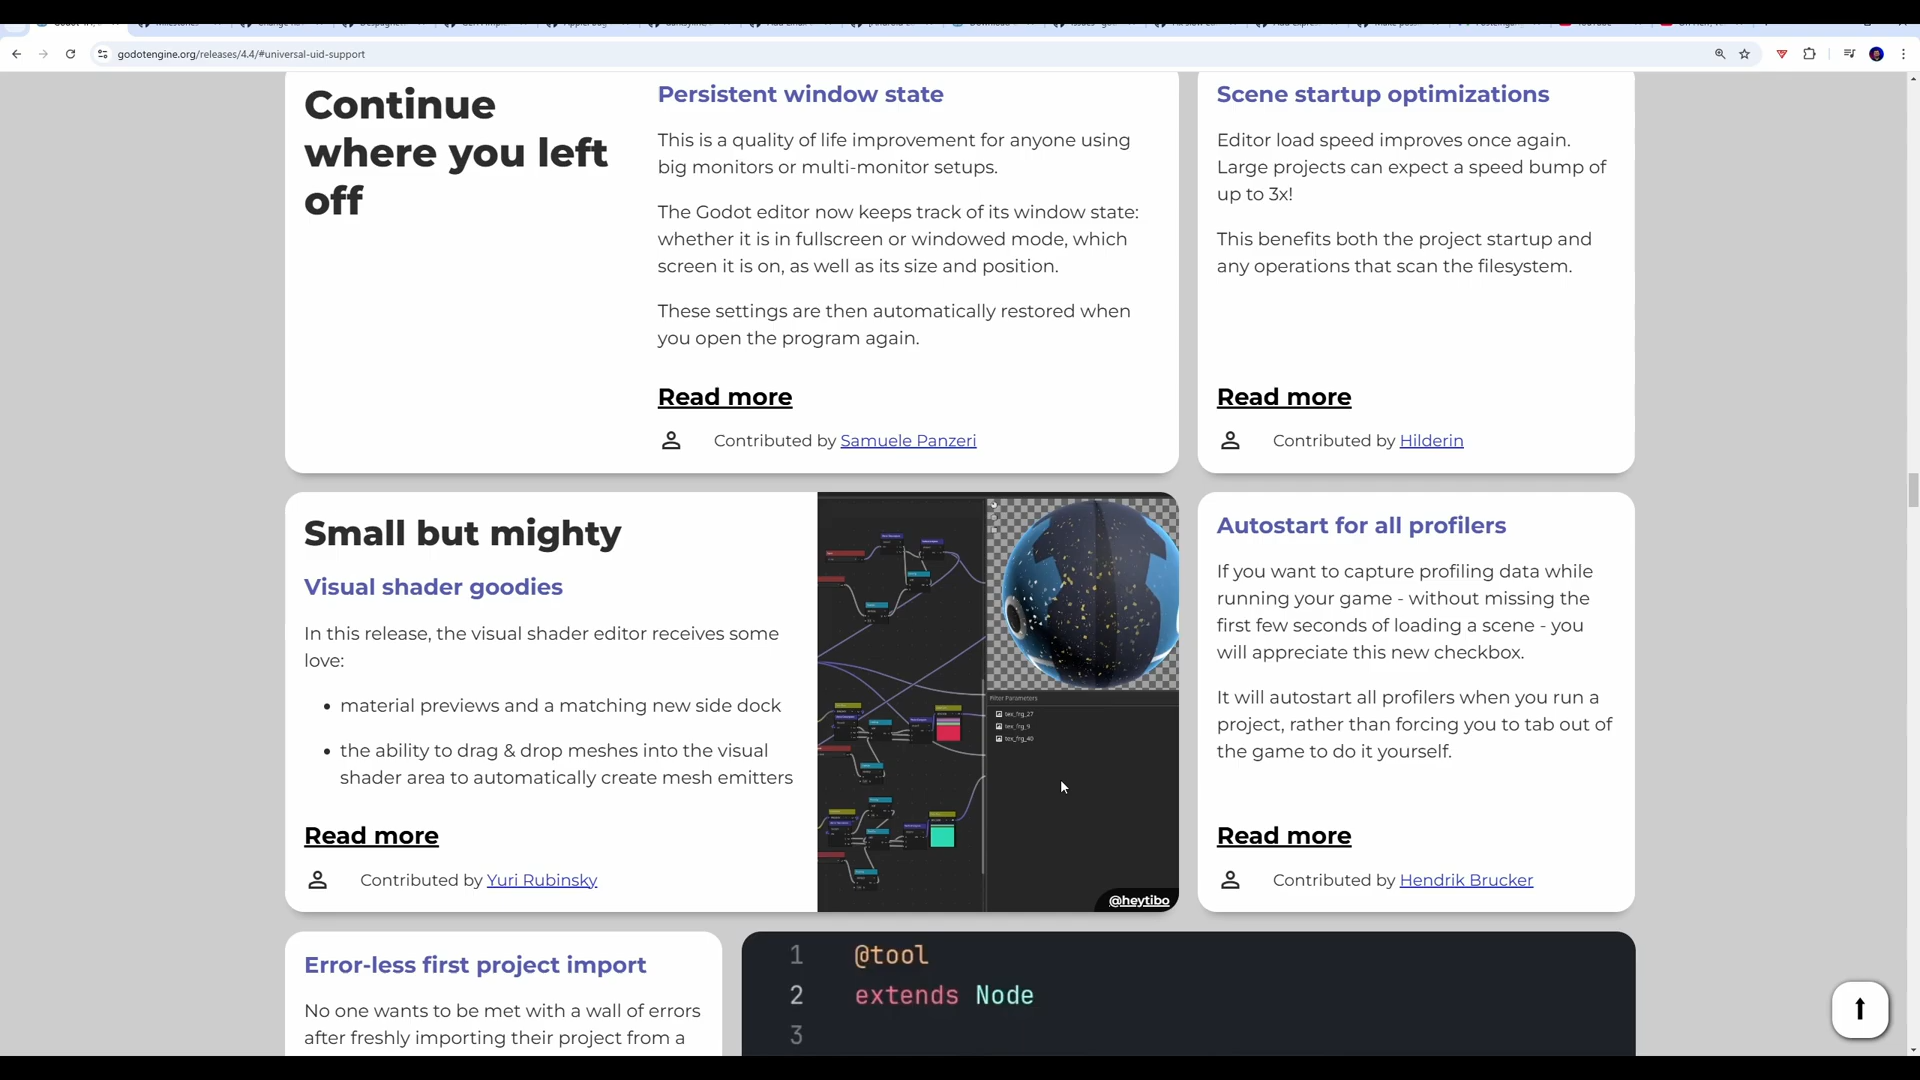 godotengine.org/releases/4.4/#universal-uid-support
Continue
where you left
off
Persistent window state
This is a quality of life improvement for anyone using
big monitors or multi-monitor setups.
The Godot editor now keeps track of its window state:
whether it is in fullscreen or windowed mode, which
screen it is on, as well as its size and position.
These settings are then automatically restored when
you open the program again.
Read more
Contributed by Samuele Panzeri
Scene startup optimizations
Editor load speed improves once again.
Large projects can expect a speed bump of
up to 3x!
This benefits both the project startup and
any operations that scan the filesystem.
Read more
Contributed by Hilderin
Small but mighty
Visual shader goodies
In this release, the visual shader editor receives some
love:
• material previews and a matching new side dock
• the ability to drag & drop meshes into the visual
shader area to automatically create mesh emitters
Read more
Contributed by Yuri Rubinsky
Filter Parameters
tex_frg_27
tex_frg_9
tex_frg_40
@heytibo
Autostart for all profilers
If you want to capture profiling data while
running your game - without missing the
first few seconds of loading a scene - you
will appreciate this new checkbox.
It will autostart all profilers when you run a
project, rather than forcing you to tab out of
the game to do it yourself.
Read more
Contributed by Hendrik Brucker
Error-less first project import
No one wants to be met with a wall of errors
after freshly importing their project from a
1 @tool
2 extends Node
3